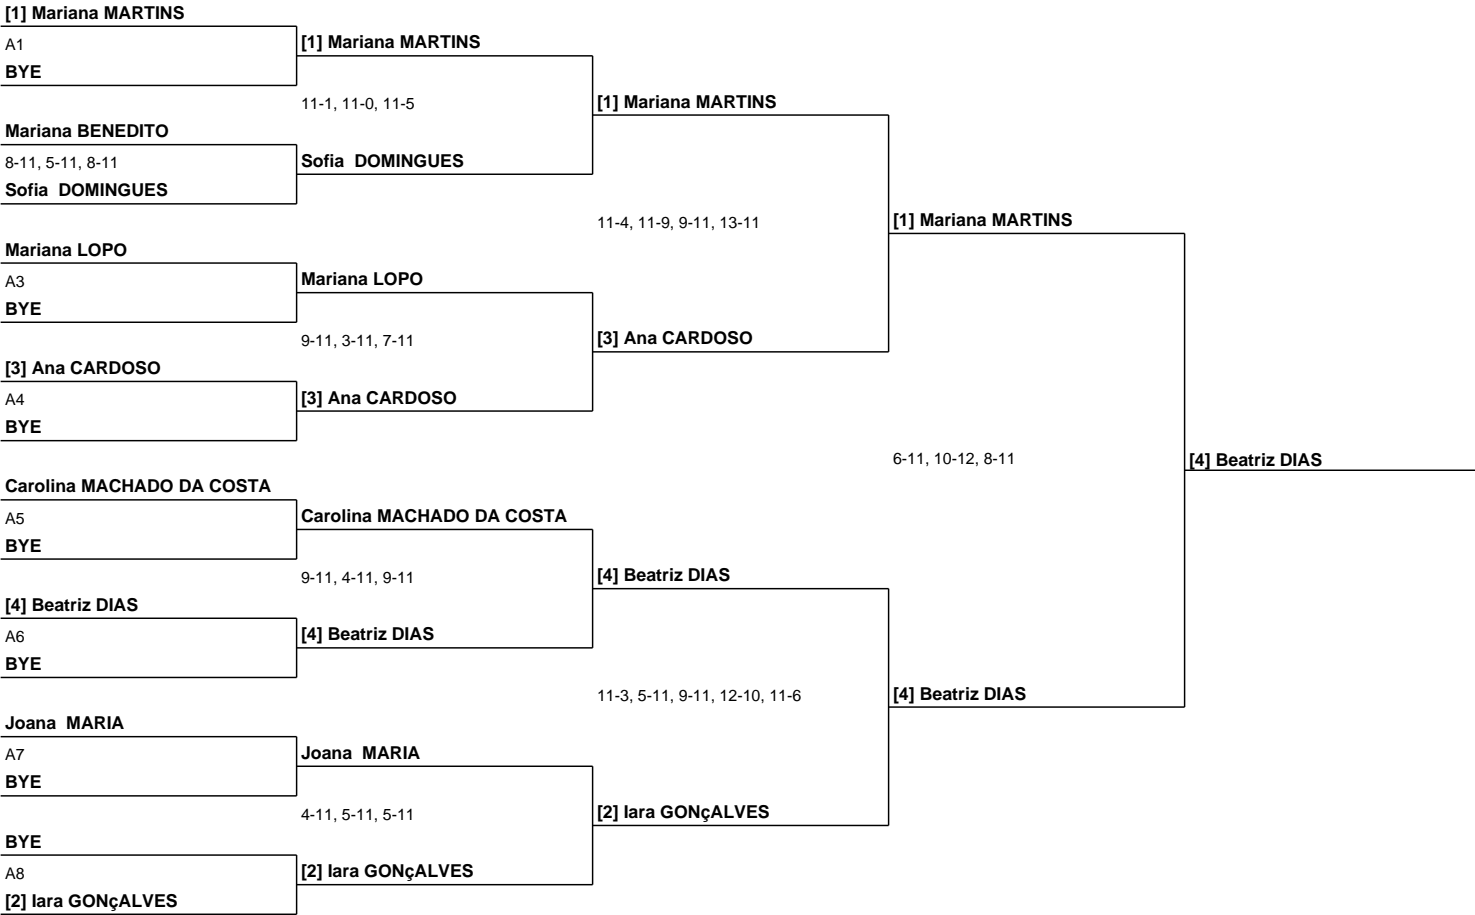 [1] Mariana MARTINS
A1
BYE
Mariana BENEDITO
8-11, 5-11, 8-11
Sofia  DOMINGUES
Mariana LOPO
A3
BYE
[3] Ana CARDOSO
A4
BYE
Carolina MACHADO DA COSTA
A5
BYE
[4] Beatriz DIAS
A6
BYE
Joana  MARIA
A7
BYE
BYE
A8
[2] Iara GONçALVES
[1] Mariana MARTINS
11-1, 11-0, 11-5
Sofia  DOMINGUES
Mariana LOPO
9-11, 3-11, 7-11
[3] Ana CARDOSO
Carolina MACHADO DA COSTA
9-11, 4-11, 9-11
[4] Beatriz DIAS
Joana  MARIA
4-11, 5-11, 5-11
[2] Iara GONçALVES
[1] Mariana MARTINS
11-4, 11-9, 9-11, 13-11
[3] Ana CARDOSO
[4] Beatriz DIAS
11-3, 5-11, 9-11, 12-10, 11-6
[2] Iara GONçALVES
[1] Mariana MARTINS
6-11, 10-12, 8-11
[4] Beatriz DIAS
[4] Beatriz DIAS